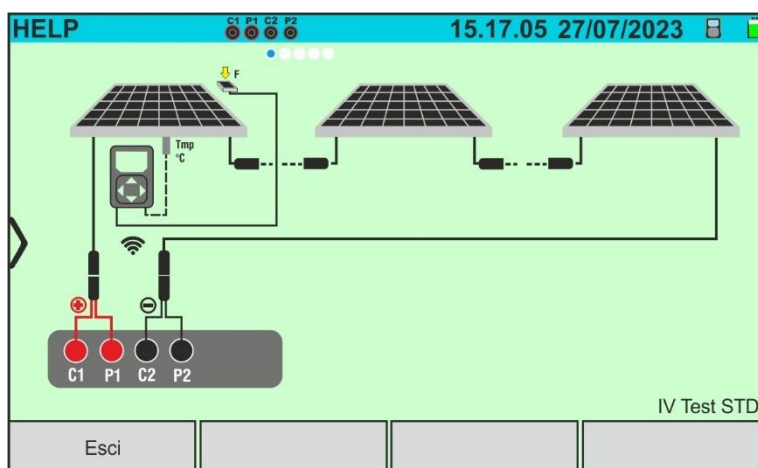 HELP C1 P1 C2 P2 15.17.05 27/07/2023
F
Tmp
°C
C1 P1 C2 P2
IV Test STD
Esci